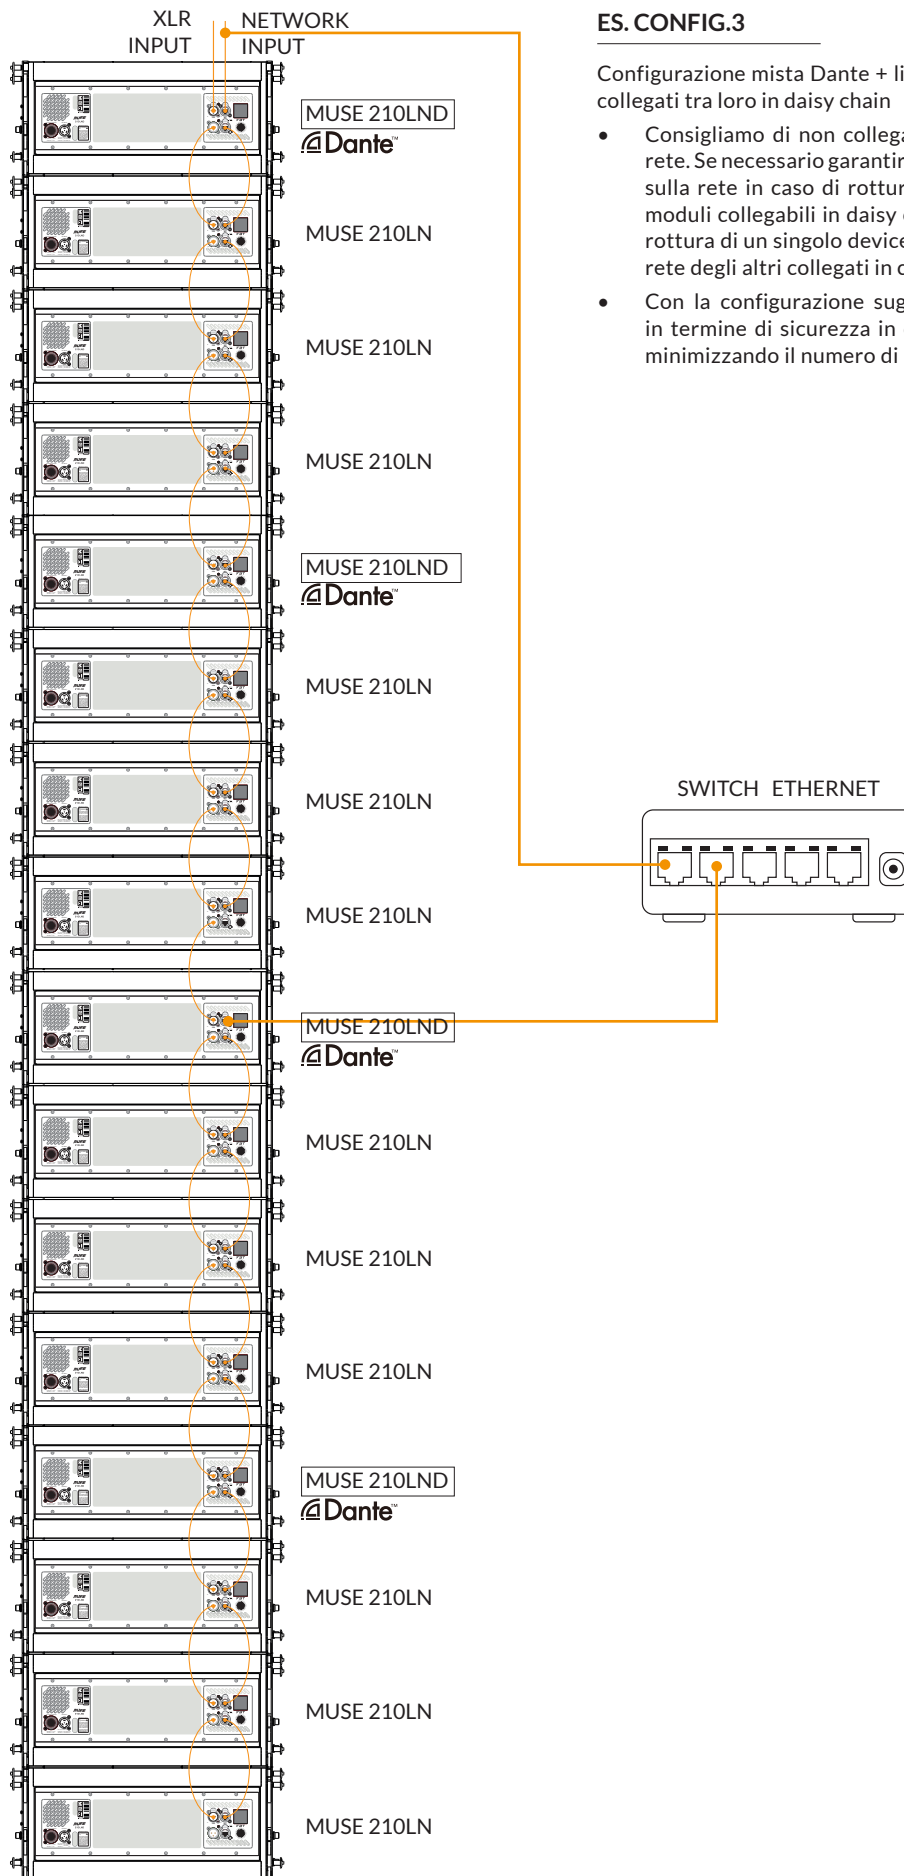 XLR
INPUT
NETWORK
INPUT
ES. CONFIG.3
Configurazione mista Dante + li
collegati tra loro in daisy chain
• Consigliamo di non collega
rete. Se necessario garantir
sulla rete in caso di rottur
moduli collegabili in daisy
rottura di un singolo device
rete degli altri collegati in c
• Con la configurazione sug
in termine di sicurezza in
minimizzando il numero di
MUSE 210LND
Dante™
MUSE 210LN
MUSE 210LN
MUSE 210LN
MUSE 210LND
Dante™
MUSE 210LN
SWITCH ETHERNET
MUSE 210LN
MUSE 210LN
MUSE 210LND
Dante™
MUSE 210LN
MUSE 210LN
MUSE 210LN
MUSE 210LND
Dante™
MUSE 210LN
MUSE 210LN
MUSE 210LN